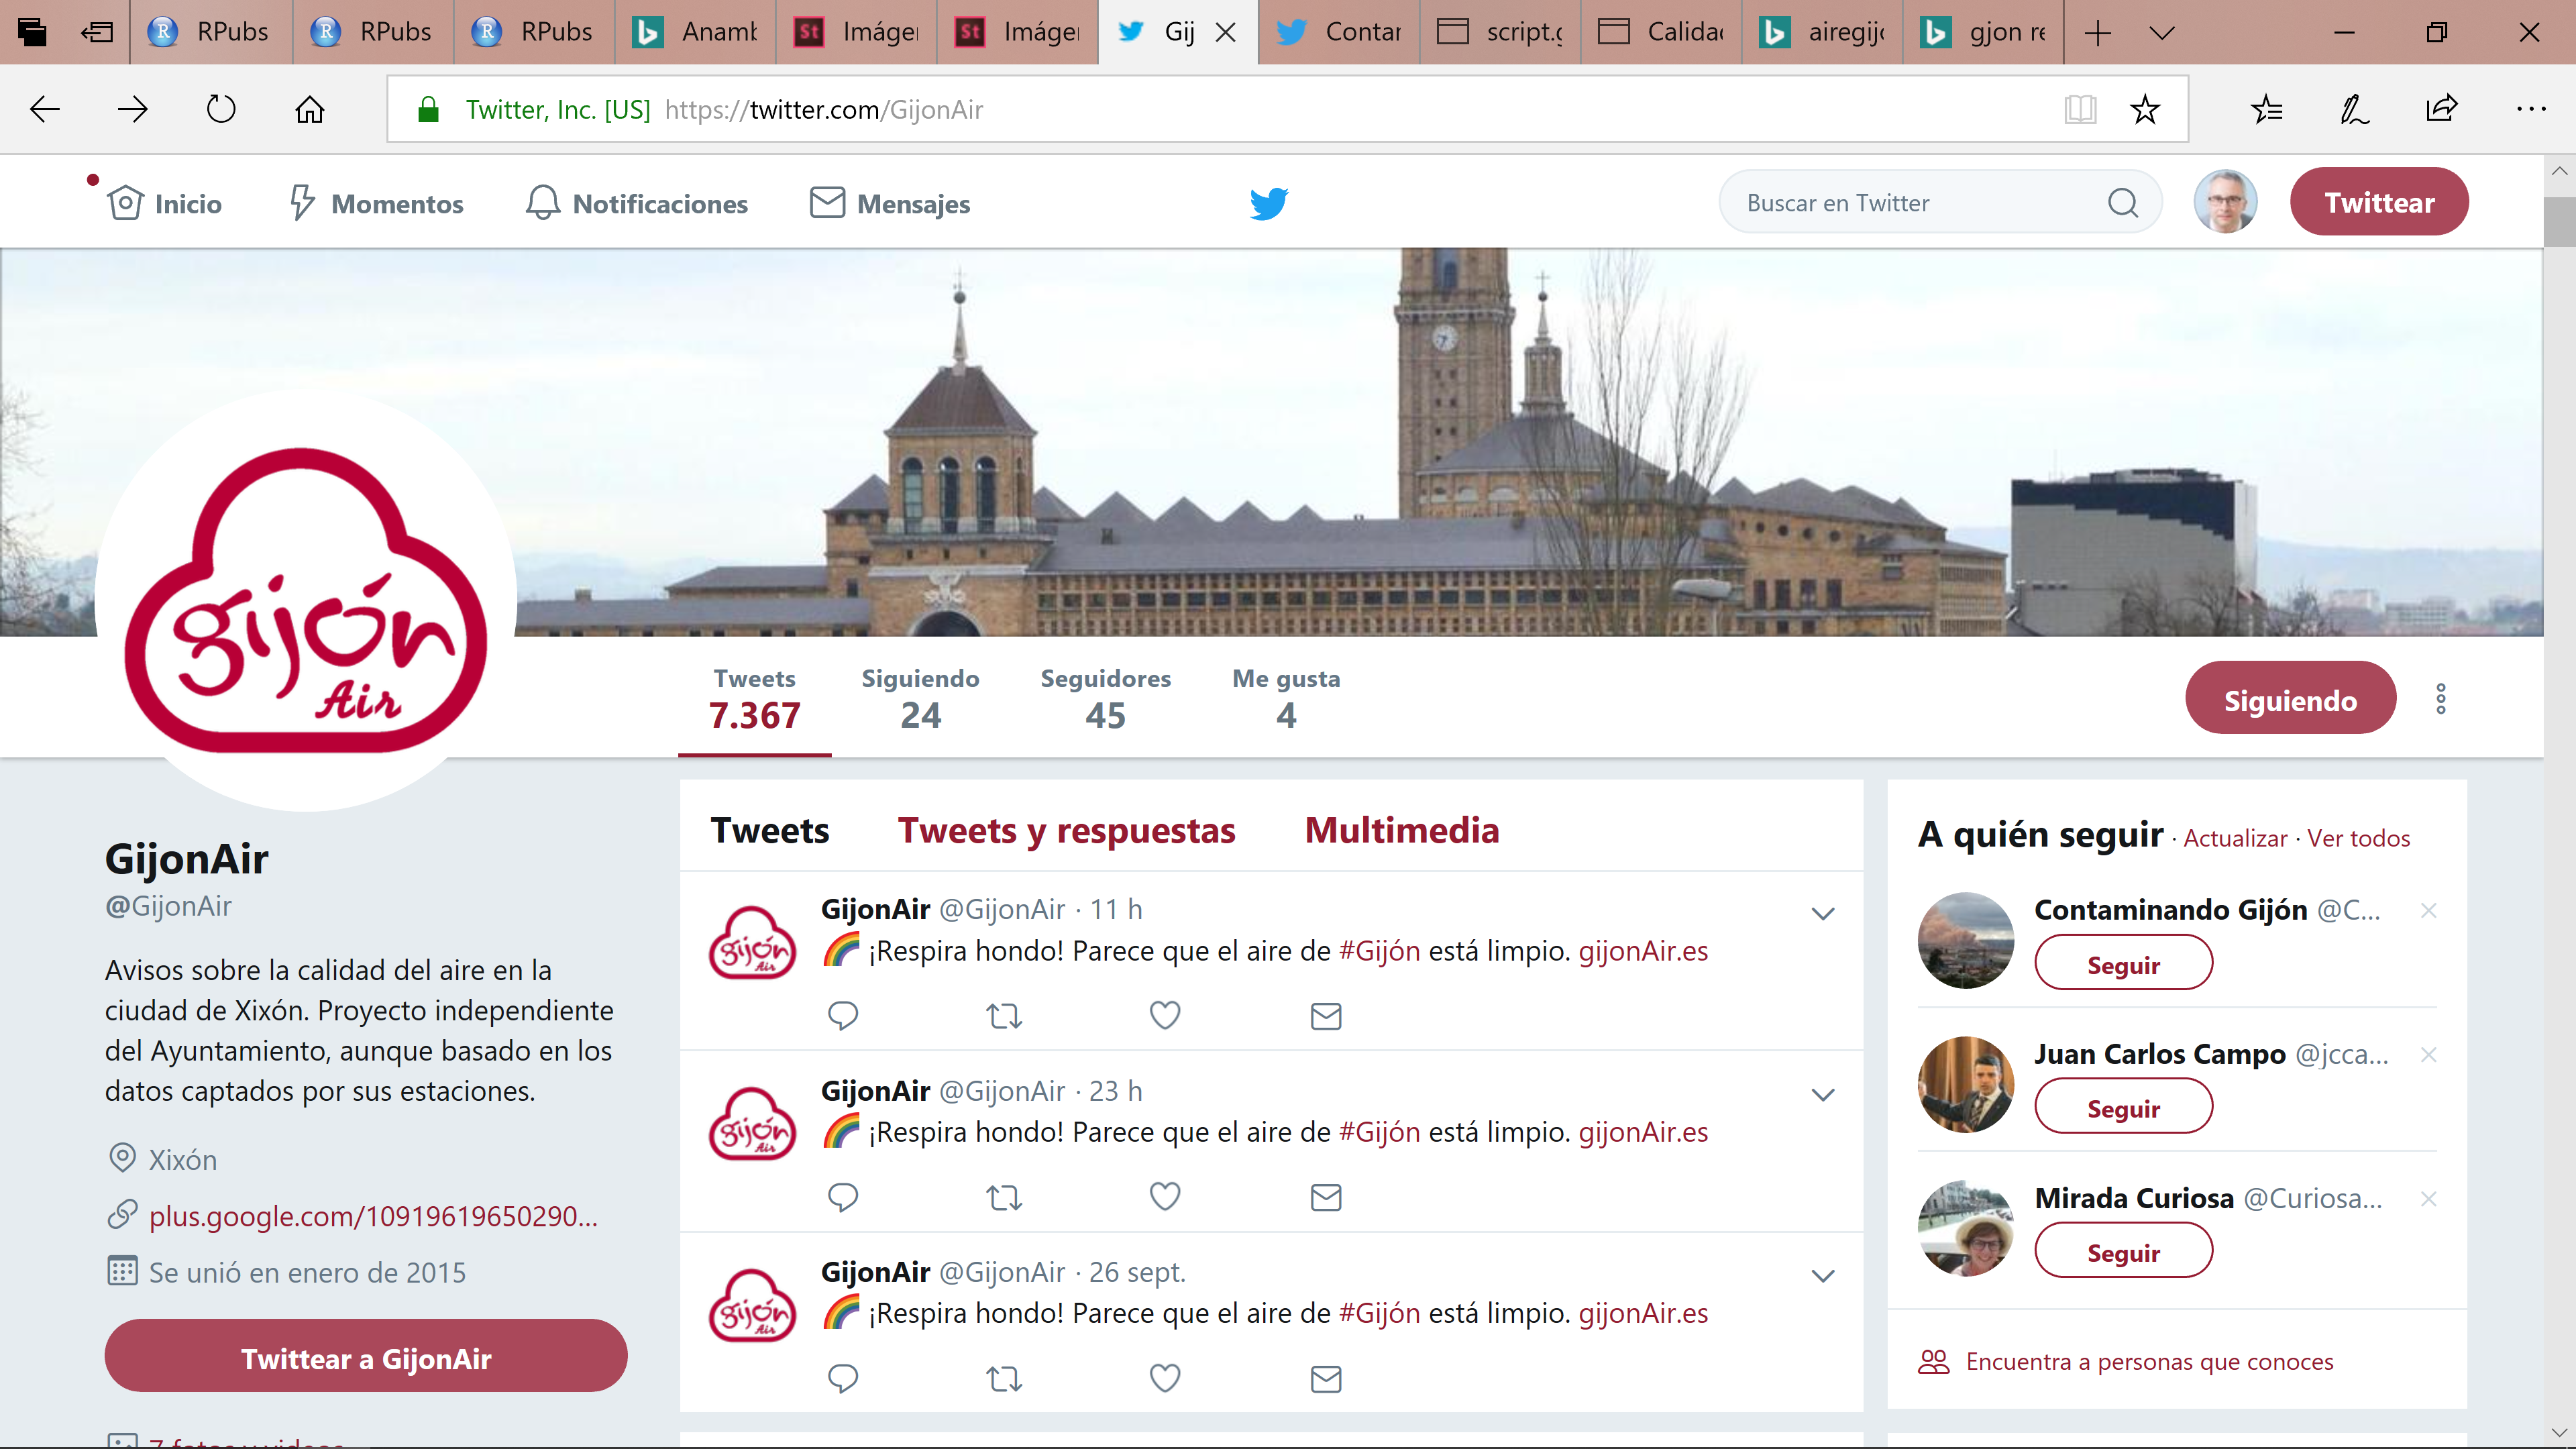 RPubs
RPubs
RPubs
Anamb
Imáge
Imáge
Gij
Contar
script.g
Calida
airegij
gjon re
Twitter, Inc. [US] https://twitter.com/GijonAir
Inicio
Momentos
Notificaciones
Mensajes
Buscar en Twitter
Twittear
gijón
Air
Tweets
7.367
Siguiendo
24
Seguidores
45
Me gusta
4
Siguiendo
GijonAir
@GijonAir
Avisos sobre la calidad del aire en la
ciudad de Xixón. Proyecto independiente
del Ayuntamiento, aunque basado en los
datos captados por sus estaciones.
Xixón
plus.google.com/10919619650290...
Se unió en enero de 2015
Twittear a GijonAir
7 fotos y videos
Tweets
Tweets y respuestas
Multimedia
GijonAir @GijonAir · 11 h
¡Respira hondo! Parece que el aire de #Gijón está limpio. gijonAir.es
GijonAir @GijonAir · 23 h
¡Respira hondo! Parece que el aire de #Gijón está limpio. gijonAir.es
GijonAir @GijonAir · 26 sept.
¡Respira hondo! Parece que el aire de #Gijón está limpio. gijonAir.es
A quién seguir · Actualizar · Ver todos
Contaminando Gijón @C...
Seguir
Juan Carlos Campo @jcca...
Seguir
Mirada Curiosa @Curiosa...
Seguir
Encuentra a personas que conoces